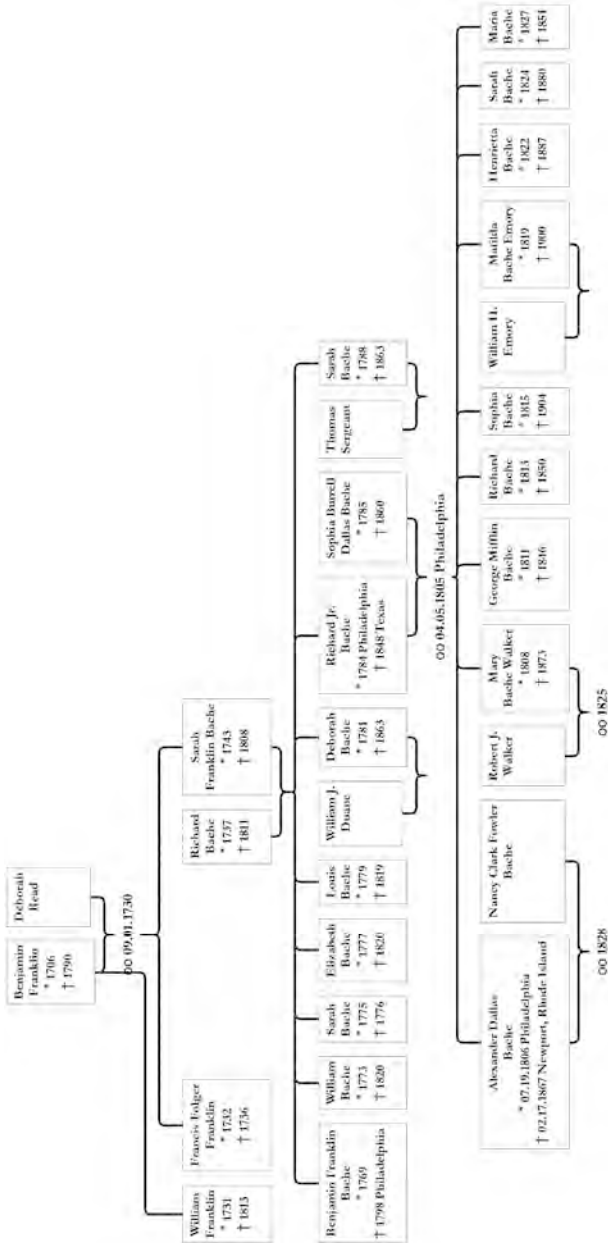 Benjamin
Franklin
* 1706
† 1790
Deborah
Read
oo 09.01.1730
William
Franklin
* 1731
† 1813
Francis Folger
Franklin
* 1732
† 1736
Richard
Bache
* 1737
† 1811
Sarah
Franklin Bache
* 1743
† 1808
Benjamin Franklin
Bache
* 1769
† 1798 Philadelphia
William
Bache
* 1773
† 1820
Sarah
Bache
* 1775
† 1776
Elizabeth
Bache
* 1777
† 1820
Louis
Bache
* 1779
† 1819
William J.
Duane
Deborah
Bache
* 1781
† 1863
Richard Jr.
Bache
* 1784 Philadelphia
† 1848 Texas
Sophia Burrell
Dallas Bache
* 1785
† 1860
Thomas
Sergeant
Sarah
Bache
* 1788
† 1863
oo 04.05.1805 Philadelphia
Alexander Dallas
Bache
* 07.19.1806 Philadelphia
† 02.17.1867 Newport, Rhode Island
Nancy Clark Fowler
Bache
Robert J.
Walker
Mary
Bache Walker
* 1808
† 1873
George Mifflin
Bache
* 1811
† 1846
Richard
Bache
* 1813
† 1850
Sophia
Bache
* 1815
† 1904
William H.
Emory
Matilda
Bache Emory
* 1819
† 1900
Henrietta
Bache
* 1822
† 1887
Sarah
Bache
* 1824
† 1880
Maria
Bache
* 1827
† 1851
oo 1828
oo 1825